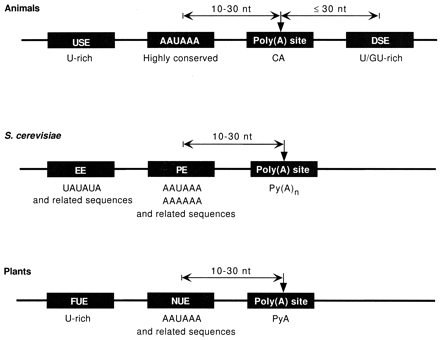 Animals
10-30 nt
≤ 30 nt
USE
AAUAAA
Poly(A) site
DSE
U-rich
Highly conserved
CA
U/GU-rich
S. cerevisiae
10-30 nt
EE
PE
Poly(A) site
UAUAUA
and related sequences
AAUAAA
AAAAAA
and related sequences
Py(A)n
Plants
10-30 nt
FUE
NUE
Poly(A) site
U-rich
AAUAAA
and related sequences
PyA